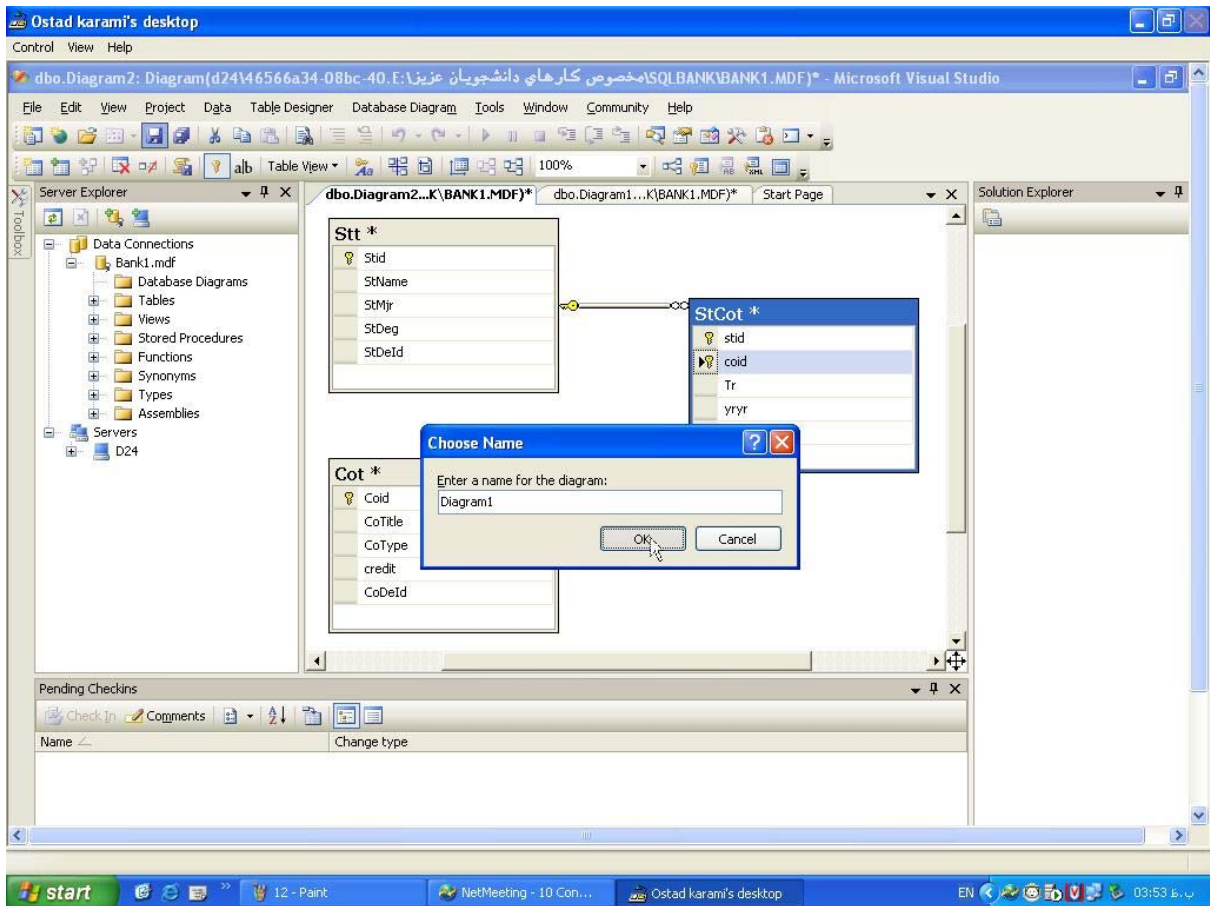 Ostad karami's desktop
Control View Help
dbo.Diagram2: Diagram(d24\46566a34-08bc-40.E:\مخصوص کارهاي دانشجويان عزيز\SQLBANK\BANK1.MDF)* - Microsoft Visual Studio
File Edit View Project Data Table Designer Database Diagram Tools Window Community Help
alb Table View 100%
Server Explorer
dbo.Diagram2...K\BANK1.MDF)* dbo.Diagram1...K\BANK1.MDF)* Start Page
Solution Explorer
Toolbox
Data Connections
Bank1.mdf
Database Diagrams
Tables
Views
Stored Procedures
Functions
Synonyms
Types
Assemblies
Servers
D24
Stt *
Stid
StName
StMjr
StDeg
StDeId
StCot *
stid
coid
Tr
yryr
Cot *
Coid
CoTitle
CoType
credit
CoDeId
Choose Name
Enter a name for the diagram:
Diagram1
OK Cancel
Pending Checkins
Check In Comments
Name Change type
start 12 - Paint NetMeeting - 10 Con... Ostad karami's desktop EN 03:53 ب.ظ